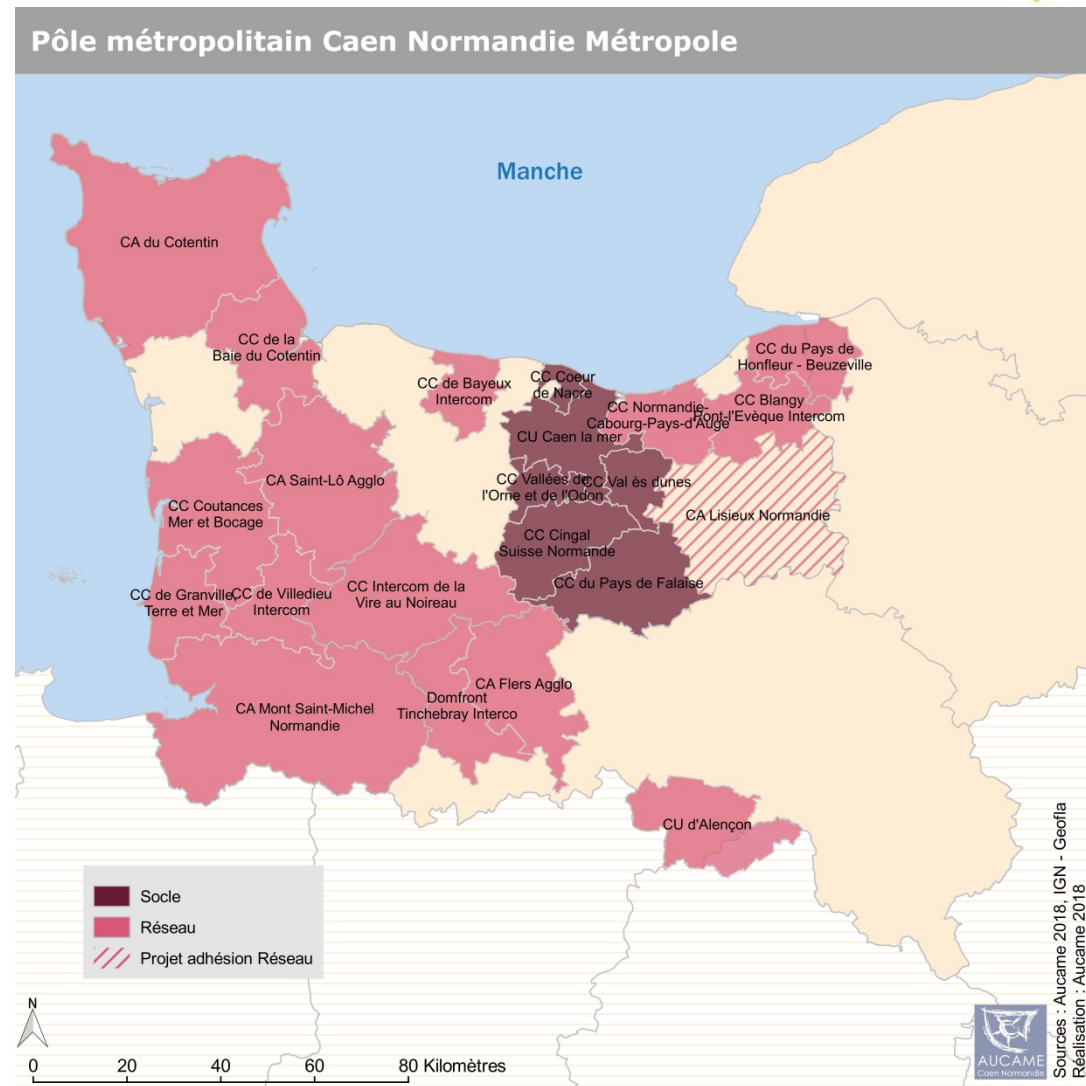 Pôle métropolitain Caen Normandie Métropole
Manche
CA du Cotentin
CC de la
Baie du Cotentin
CC du Pays de
Honfleur - Beuzeville
CC de Bayeux
Intercom
CC Coeur
de Nacre
CC Blangy
Pont-l'Evèque Intercom
CC Normandie-
Cabourg-Pays-d'Auge
CU Caen la mer
CA Saint-Lô Agglo
CC Vallées de
l'Orne et de l'Odon
CC Val ès dunes
CC Coutances
Mer et Bocage
CA Lisieux Normandie
CC Cingal
Suisse Normande
CC du Pays de Falaise
CC de Granville,
Terre et Mer
CC de Villedieu
Intercom
CC Intercom de la
Vire au Noireau
CA Flers Agglo
Domfront
Tinchebray Interco
CA Mont Saint-Michel
Normandie
CU d'Alençon
Socle
Réseau
Projet adhésion Réseau
N
0 20 40 60 80 Kilomètres
AUCAME
Caen Normandie
Sources : Aucame 2018, IGN - Geofla
Réalisation : Aucame 2018